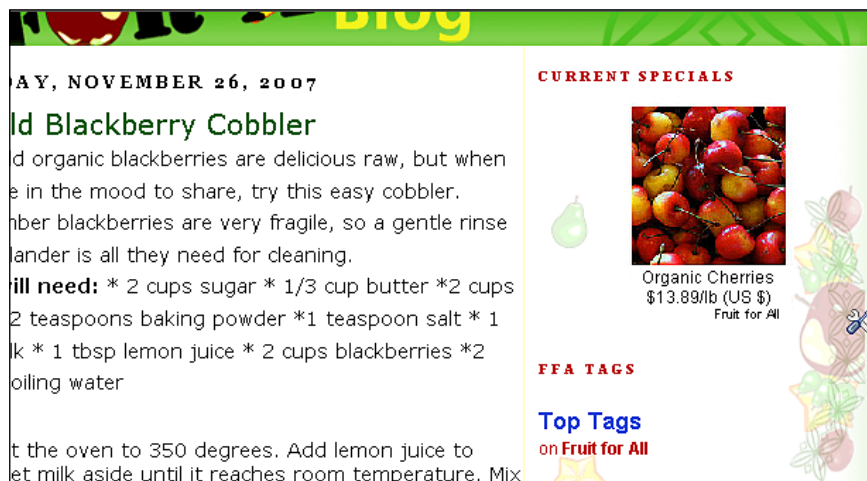 Blog
DAY, NOVEMBER 26, 2007
ld Blackberry Cobbler
ld organic blackberries are delicious raw, but when
e in the mood to share, try this easy cobbler.
mber blackberries are very fragile, so a gentle rinse
lander is all they need for cleaning.
ill need: * 2 cups sugar * 1/3 cup butter *2 cups
2 teaspoons baking powder *1 teaspoon salt * 1
lk * 1 tbsp lemon juice * 2 cups blackberries *2
oiling water
t the oven to 350 degrees. Add lemon juice to
et milk aside until it reaches room temperature. Mix
CURRENT SPECIALS
Organic Cherries
$13.89/lb (US $)
Fruit for All
FFA TAGS
Top Tags
on Fruit for All